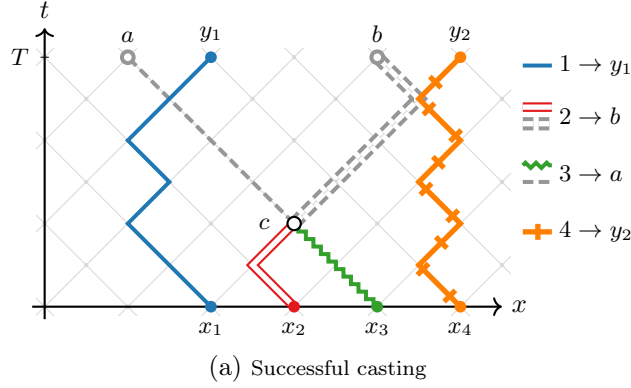 t
a y₁ b y₂
T
1 → y₁
2 → b
3 → a
c
4 → y₂
x
x₁ x₂ x₃ x₄
(a) Successful casting